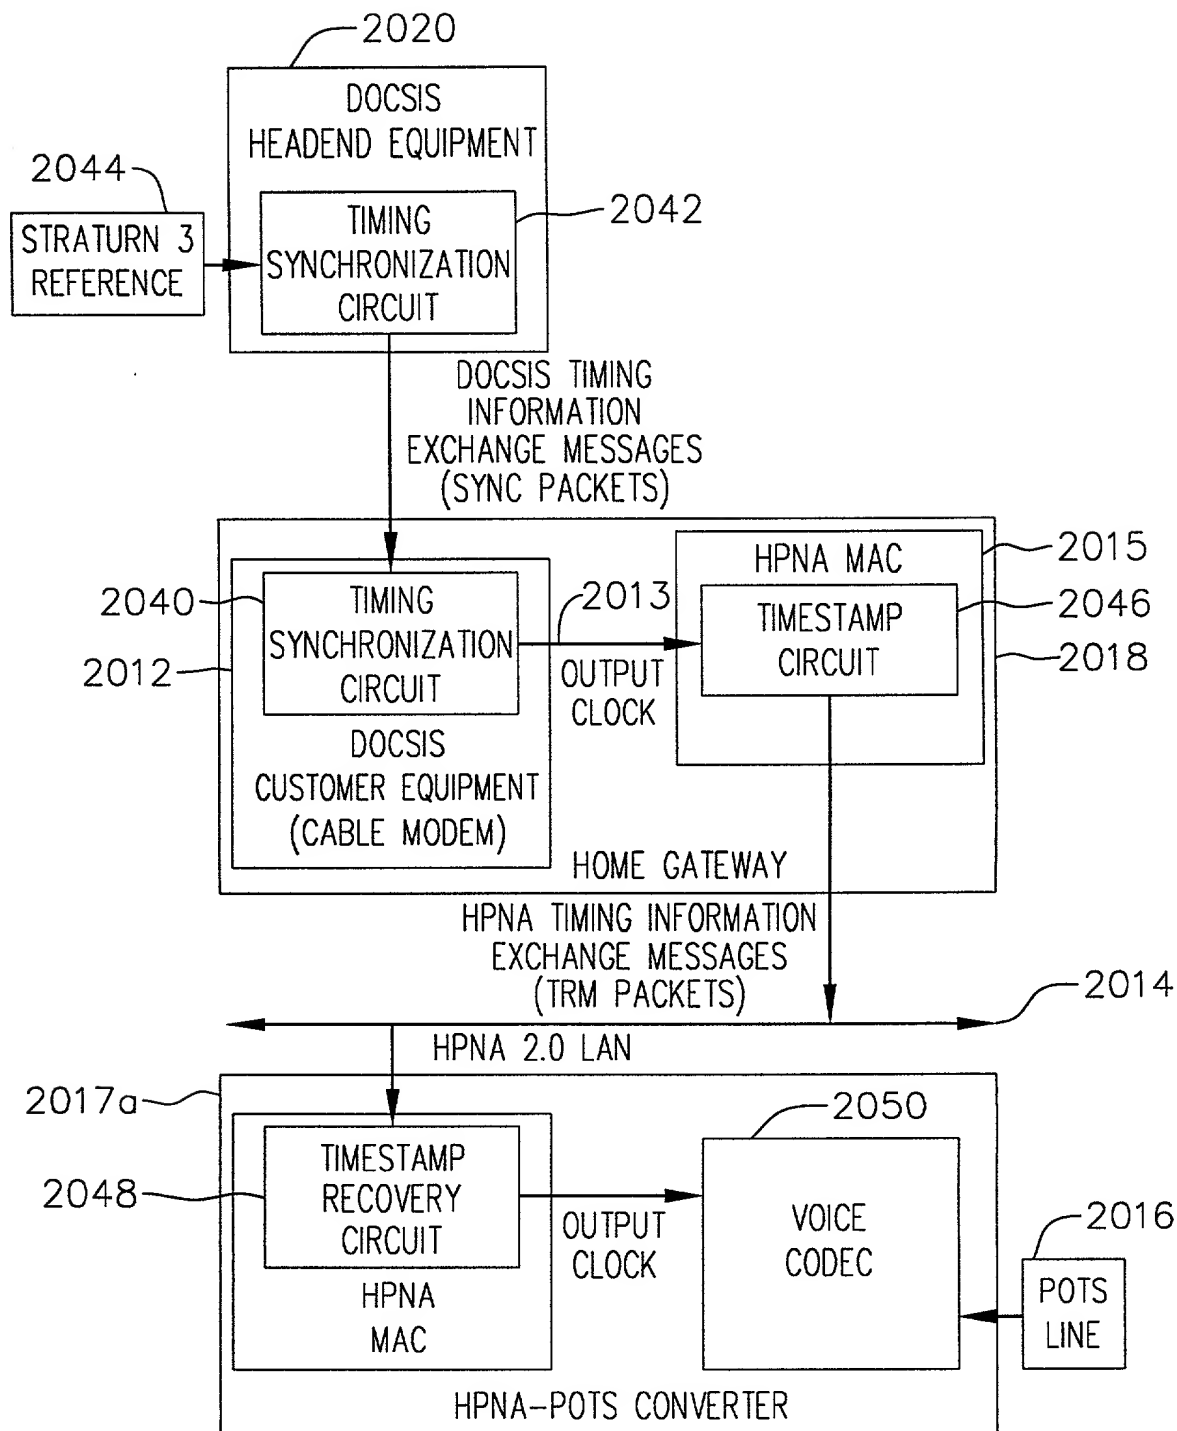 2020
DOCSIS
HEADEND EQUIPMENT
2044
STRATURN 3
REFERENCE
TIMING
SYNCHRONIZATION
CIRCUIT
2042
DOCSIS TIMING
INFORMATION
EXCHANGE MESSAGES
(SYNC PACKETS)
HPNA MAC
2015
2040
TIMING
SYNCHRONIZATION
CIRCUIT
2013
OUTPUT
CLOCK
TIMESTAMP
CIRCUIT
2046
2012
2018
DOCSIS
CUSTOMER EQUIPMENT
(CABLE MODEM)
HOME GATEWAY
HPNA TIMING INFORMATION
EXCHANGE MESSAGES
(TRM PACKETS)
2014
HPNA 2.0 LAN
2017a
2050
2048
TIMESTAMP
RECOVERY
CIRCUIT
OUTPUT
CLOCK
VOICE
CODEC
2016
POTS
LINE
HPNA
MAC
HPNA-POTS CONVERTER